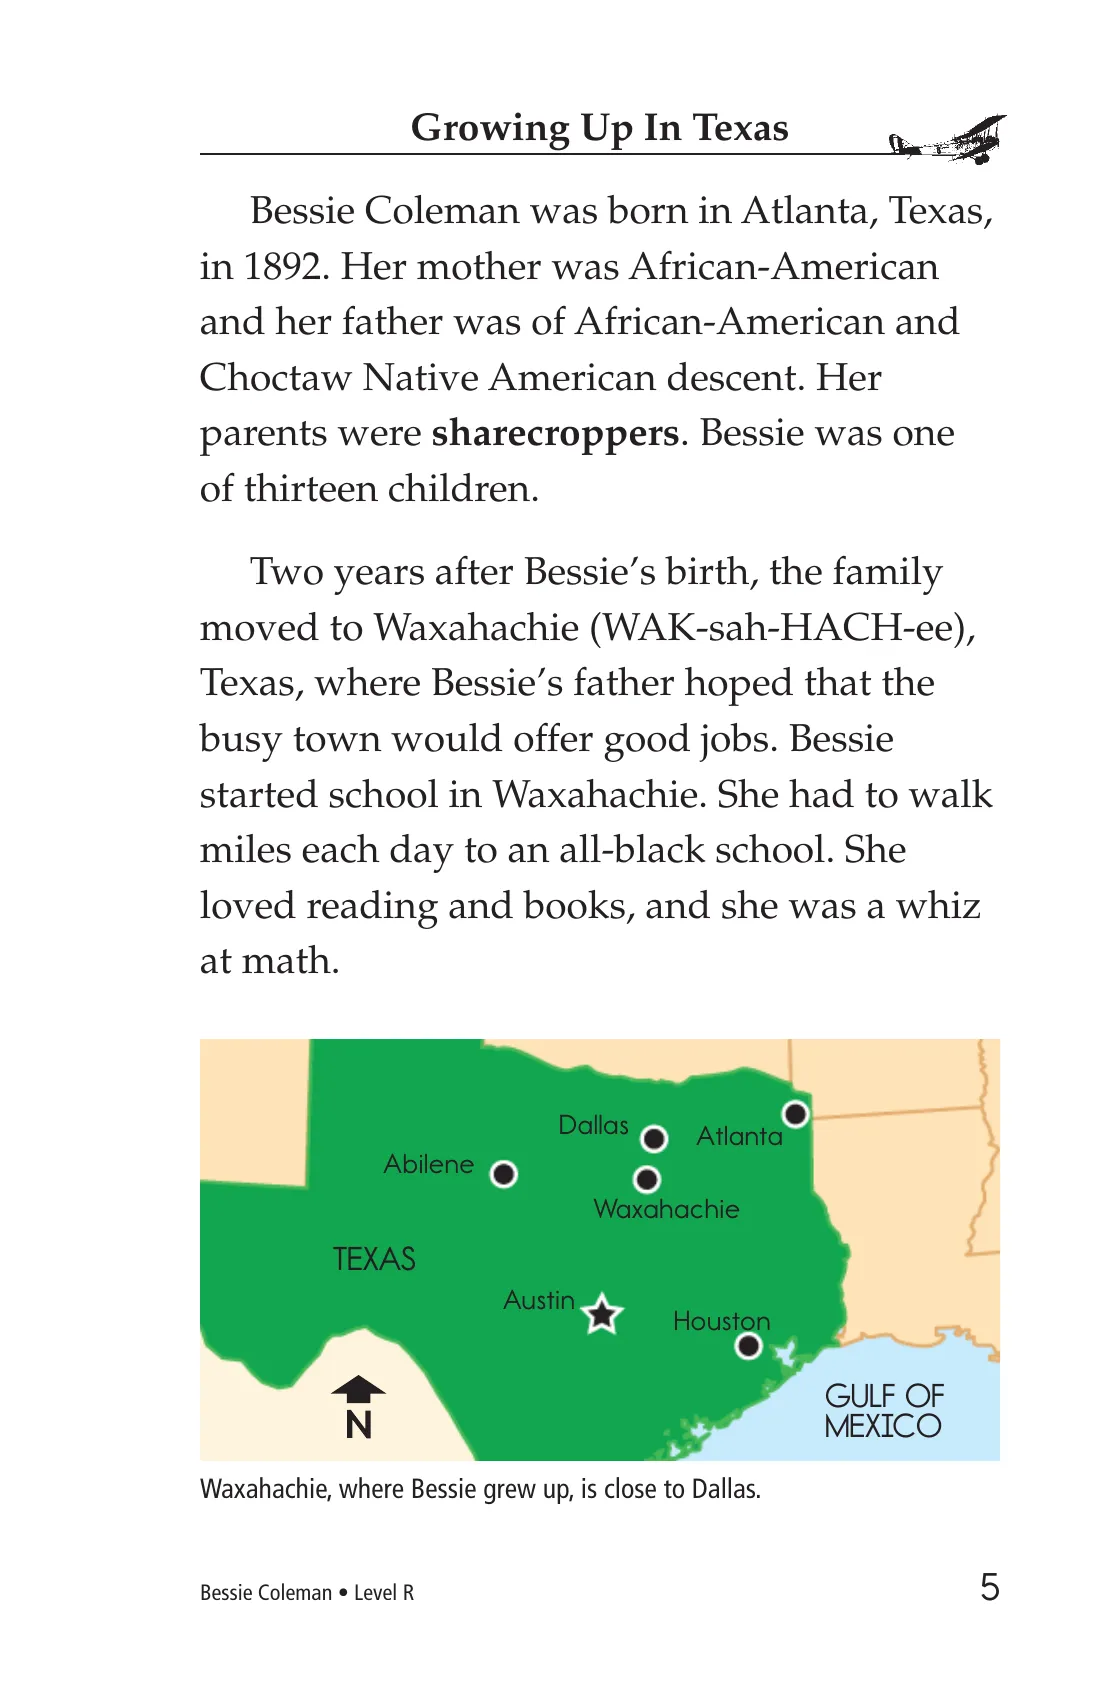 Growing Up In Texas
Bessie Coleman was born in Atlanta, Texas,
in 1892. Her mother was African-American
and her father was of African-American and
Choctaw Native American descent. Her
parents were sharecroppers. Bessie was one
of thirteen children.
Two years after Bessie’s birth, the family
moved to Waxahachie (WAK-sah-HACH-ee),
Texas, where Bessie’s father hoped that the
busy town would offer good jobs. Bessie
started school in Waxahachie. She had to walk
miles each day to an all-black school. She
loved reading and books, and she was a whiz
at math.
Dallas
Atlanta
Abilene
Waxahachie
TEXAS
Austin
Houston
GULF OF
MEXICO
N
Waxahachie, where Bessie grew up, is close to Dallas.
Bessie Coleman • Level R
5